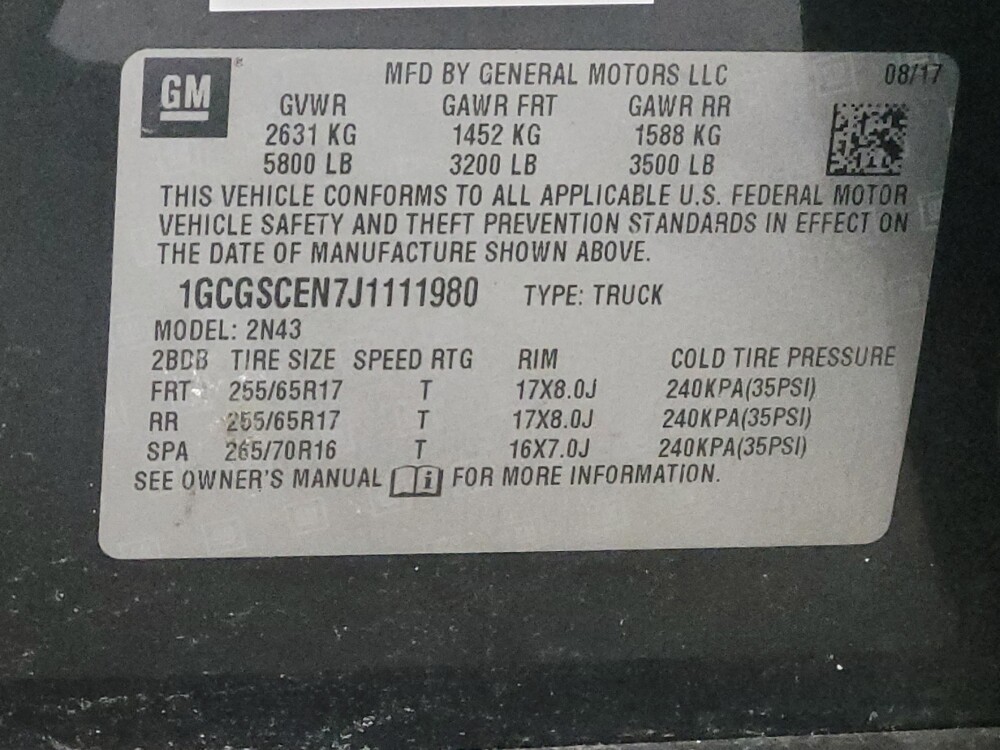 GM®
MFD BY GENERAL MOTORS LLC 08/17
GVWR GAWR FRT GAWR RR
2631 KG 1452 KG 1588 KG
5800 LB 3200 LB 3500 LB
THIS VEHICLE CONFORMS TO ALL APPLICABLE U.S. FEDERAL MOTOR
VEHICLE SAFETY AND THEFT PREVENTION STANDARDS IN EFFECT ON
THE DATE OF MANUFACTURE SHOWN ABOVE.
1GCGSCEN7J1111980 TYPE: TRUCK
MODEL: 2N43
2BDB TIRE SIZE SPEED RTG RIM COLD TIRE PRESSURE
FRT 255/65R17 T 17X8.0J 240KPA(35PSI)
RR 255/65R17 T 17X8.0J 240KPA(35PSI)
SPA 265/70R16 T 16X7.0J 240KPA(35PSI)
SEE OWNER'S MANUAL i FOR MORE INFORMATION.